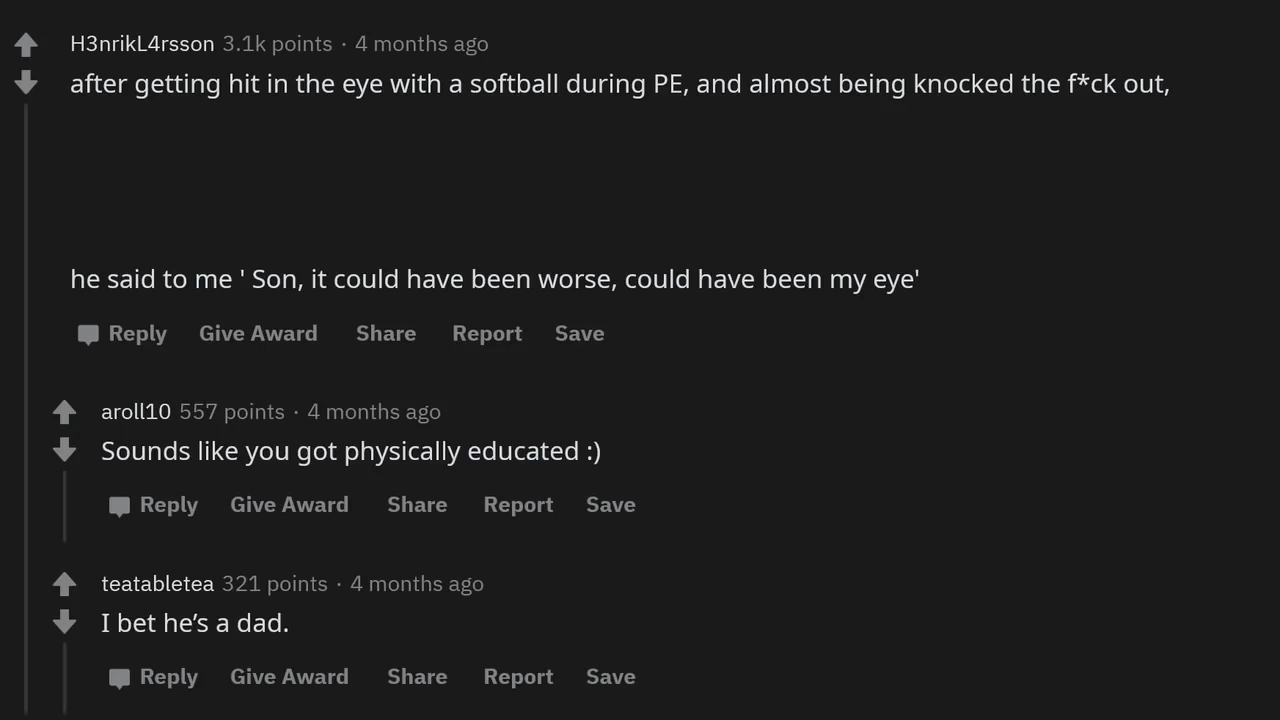 H3nrikL4rsson 3.1k points · 4 months ago
after getting hit in the eye with a softball during PE, and almost being knocked the f*ck out,
he said to me ' Son, it could have been worse, could have been my eye'
Reply Give Award Share Report Save
aroll10 557 points · 4 months ago
Sounds like you got physically educated :)
Reply Give Award Share Report Save
teatabletea 321 points · 4 months ago
I bet he’s a dad.
Reply Give Award Share Report Save